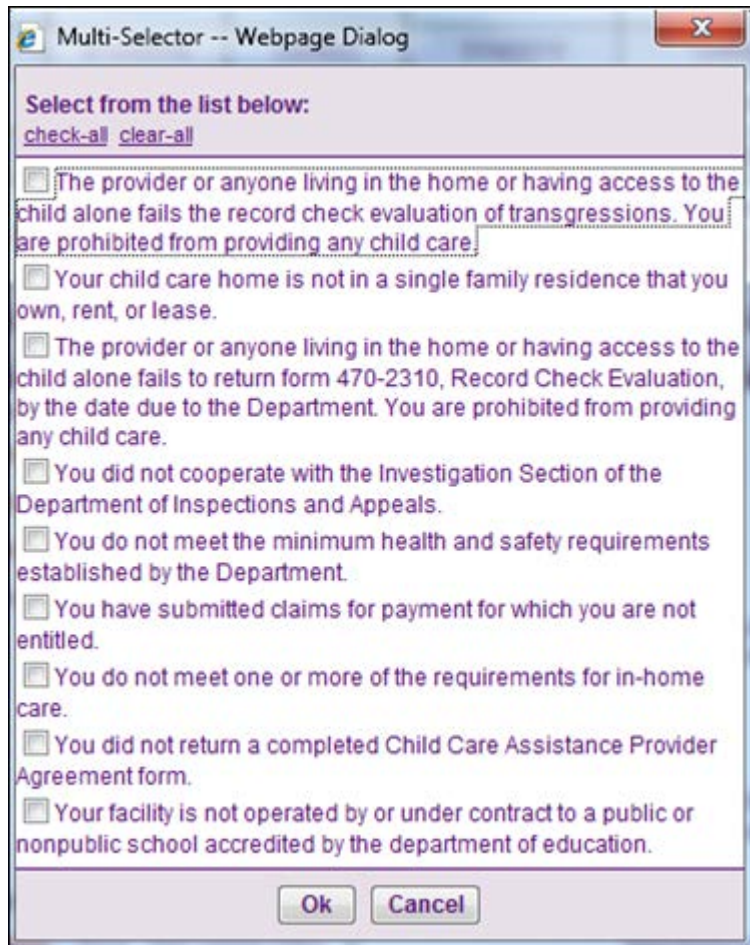 Multi-Selector -- Webpage Dialog
x
Select from the list below:
check-all clear-all
The provider or anyone living in the home or having access to the
child alone fails the record check evaluation of transgressions. You
are prohibited from providing any child care.
Your child care home is not in a single family residence that you
own, rent, or lease.
The provider or anyone living in the home or having access to the
child alone fails to return form 470-2310, Record Check Evaluation,
by the date due to the Department. You are prohibited from providing
any child care.
You did not cooperate with the Investigation Section of the
Department of Inspections and Appeals.
You do not meet the minimum health and safety requirements
established by the Department.
You have submitted claims for payment for which you are not
entitled.
You do not meet one or more of the requirements for in-home
care.
You did not return a completed Child Care Assistance Provider
Agreement form.
Your facility is not operated by or under contract to a public or
nonpublic school accredited by the department of education.
Ok Cancel